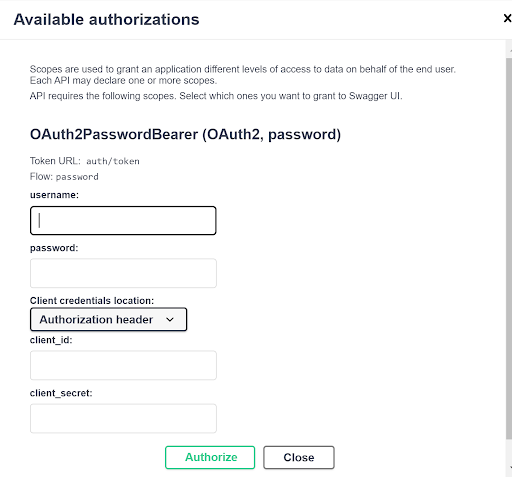 Available authorizations
Scopes are used to grant an application different levels of access to data on behalf of the end user.
Each API may declare one or more scopes.
API requires the following scopes. Select which ones you want to grant to Swagger UI.
OAuth2PasswordBearer (OAuth2, password)
Token URL: auth/token
Flow: password
username:
password:
Client credentials location:
Authorization header
client_id:
client_secret:
Authorize Close